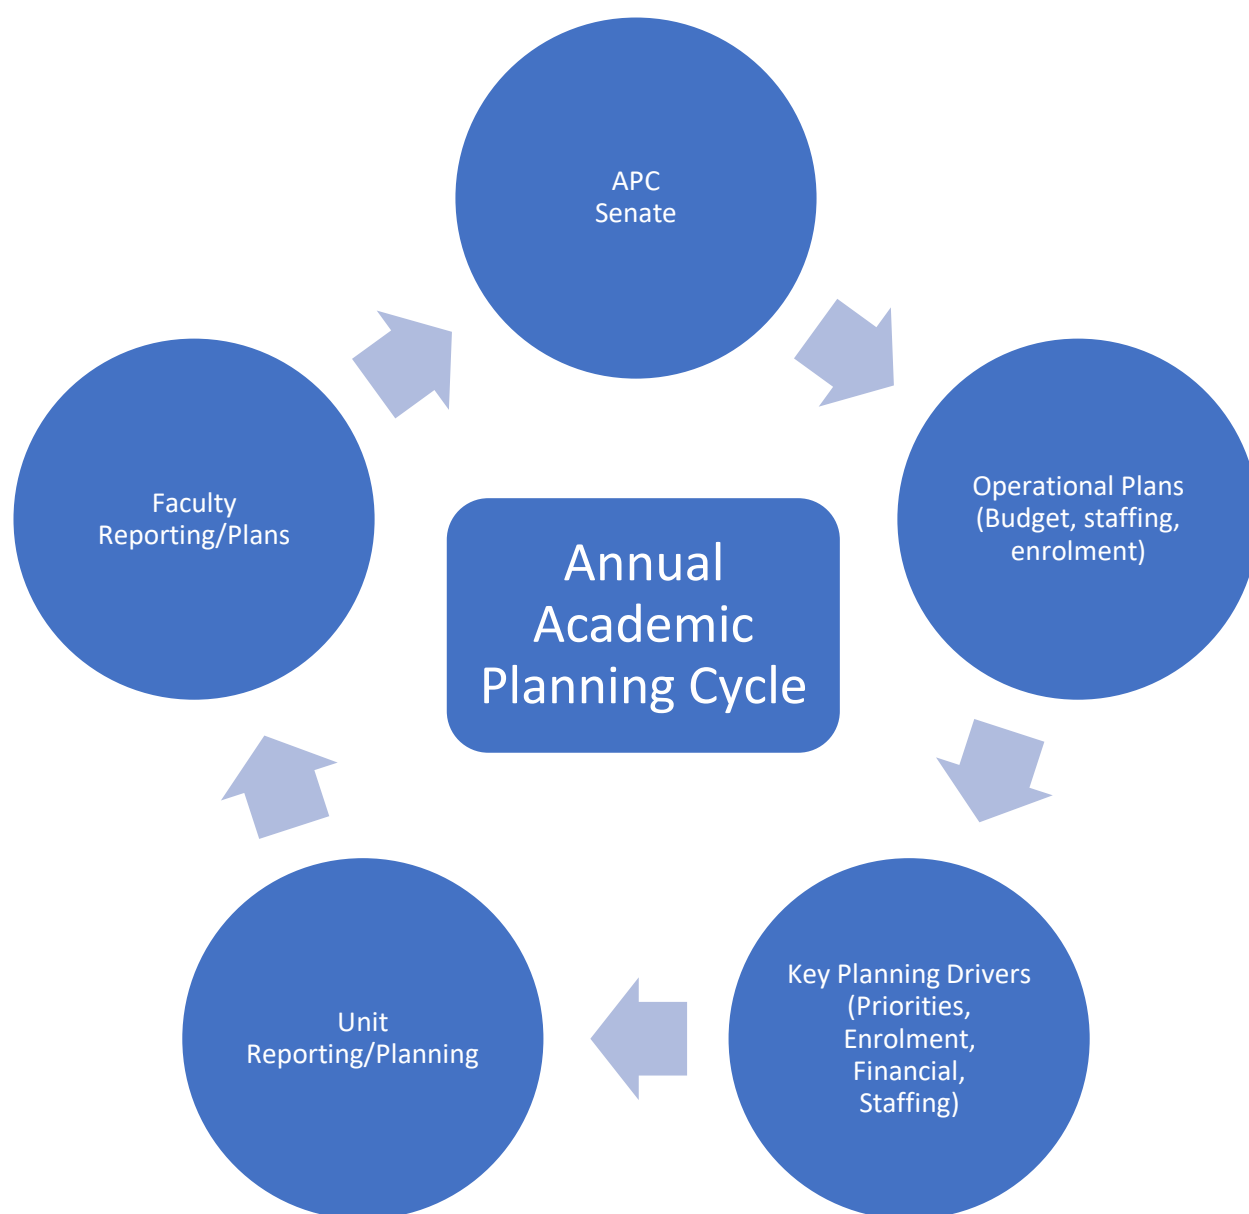 APC
Senate
Operational Plans
(Budget, staffing,
enrolment)
Key Planning Drivers
(Priorities,
Enrolment,
Financial,
Staffing)
Unit
Reporting/Planning
Faculty
Reporting/Plans
Annual
Academic
Planning Cycle